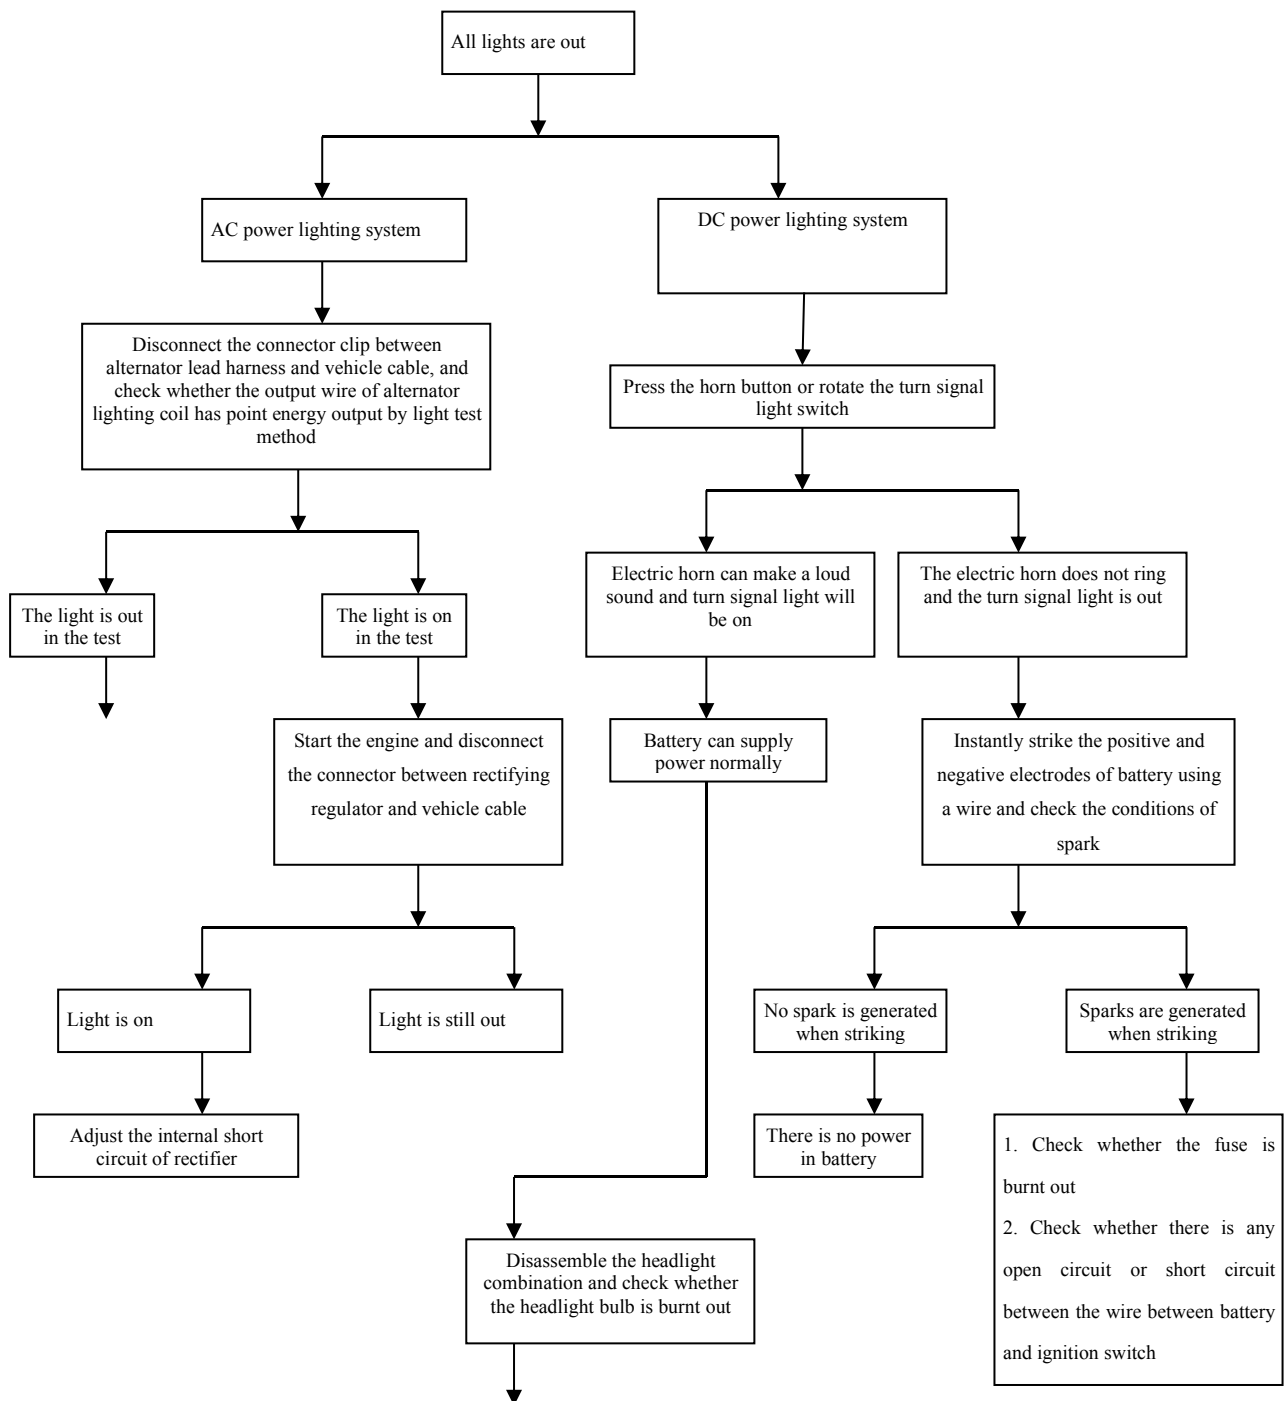 All lights are out
AC power lighting system
DC power lighting system
Disconnect the connector clip between
alternator lead harness and vehicle cable, and
check whether the output wire of alternator
lighting coil has point energy output by light test
method
Press the horn button or rotate the turn signal
light switch
The light is out
in the test
The light is on
in the test
Electric horn can make a loud
sound and turn signal light will
be on
The electric horn does not ring
and the turn signal light is out
Start the engine and disconnect
the connector between rectifying
regulator and vehicle cable
Battery can supply
power normally
Instantly strike the positive and
negative electrodes of battery using
a wire and check the conditions of
spark
Light is on
Light is still out
No spark is generated
when striking
Sparks are generated
when striking
Adjust the internal short
circuit of rectifier
There is no power
in battery
1. Check whether the fuse is
burnt out
2. Check whether there is any
open circuit or short circuit
between the wire between battery
and ignition switch
Disassemble the headlight
combination and check whether
the headlight bulb is burnt out